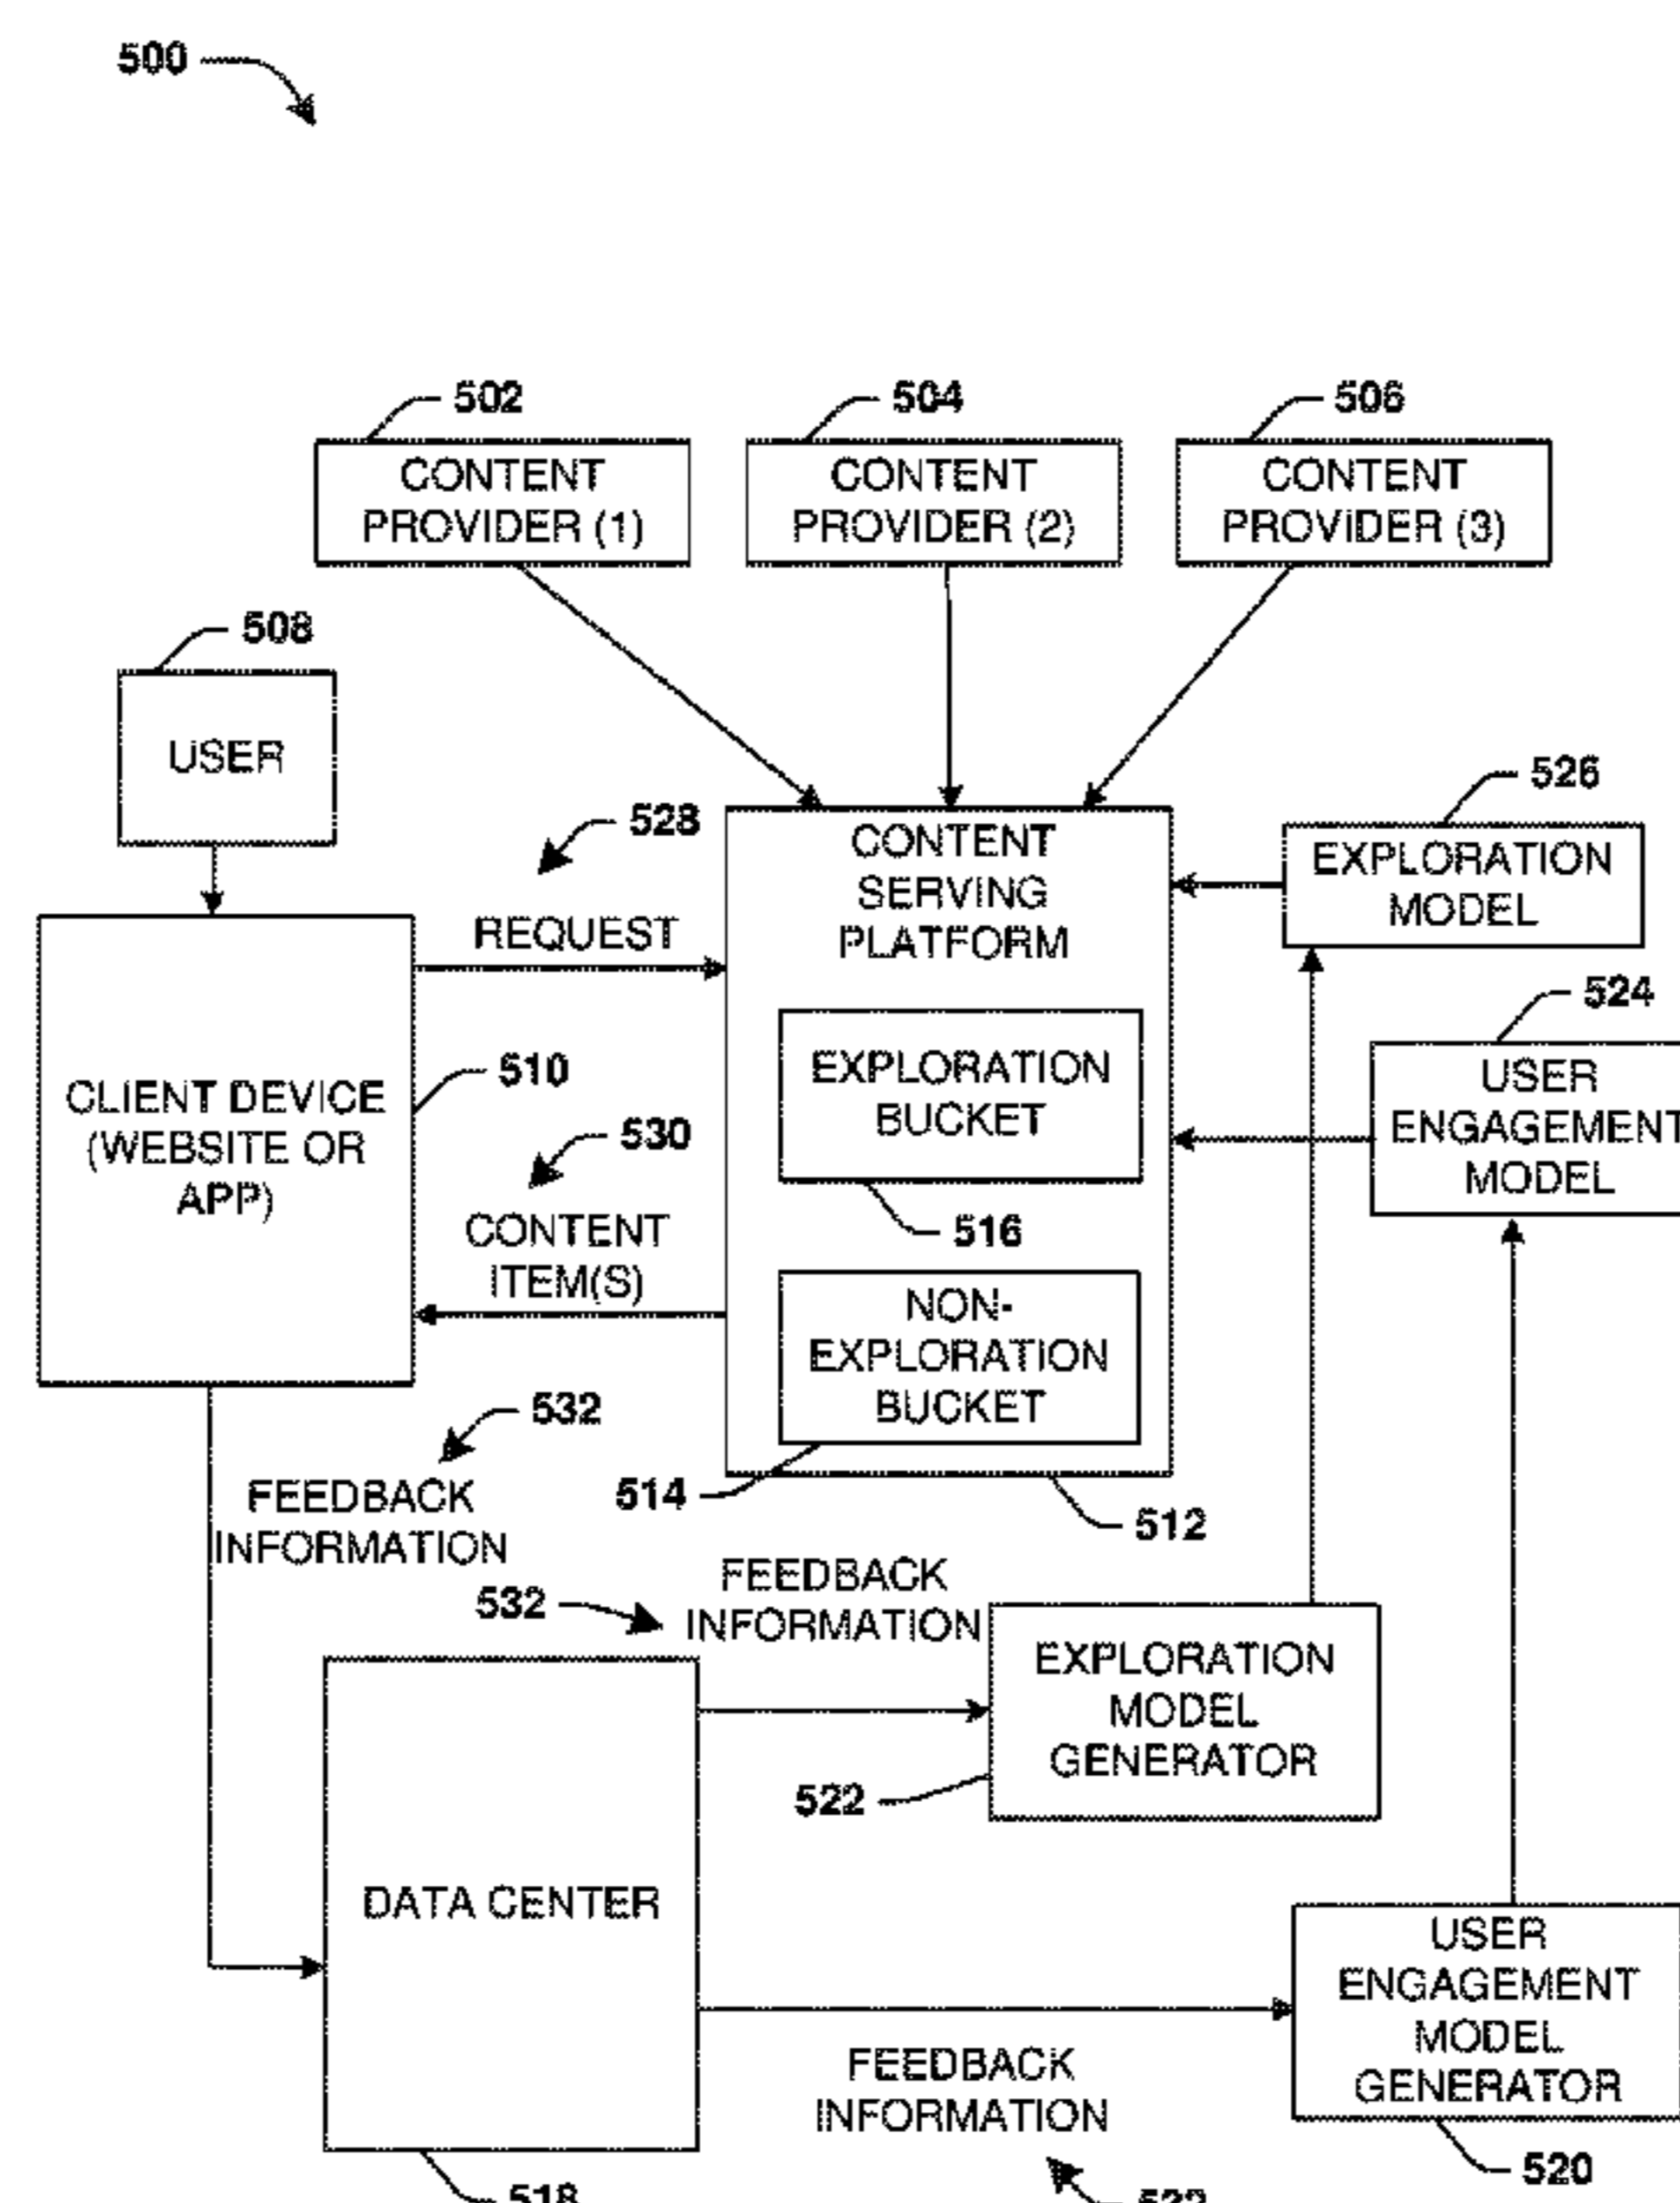 500
502
504
506
CONTENT
PROVIDER (1)
CONTENT
PROVIDER (2)
CONTENT
PROVIDER (3)
508
USER
526
528
CONTENT
SERVING
PLATFORM
EXPLORATION
MODEL
REQUEST
524
510
CLIENT DEVICE
(WEBSITE OR
APP)
EXPLORATION
BUCKET
USER
ENGAGEMENT
MODEL
530
516
CONTENT
ITEM(S)
NON-
EXPLORATION
BUCKET
532
514
512
FEEDBACK
INFORMATION
532
FEEDBACK
INFORMATION
EXPLORATION
MODEL
GENERATOR
522
DATA CENTER
USER
ENGAGEMENT
MODEL
GENERATOR
FEEDBACK
INFORMATION
520
518
532